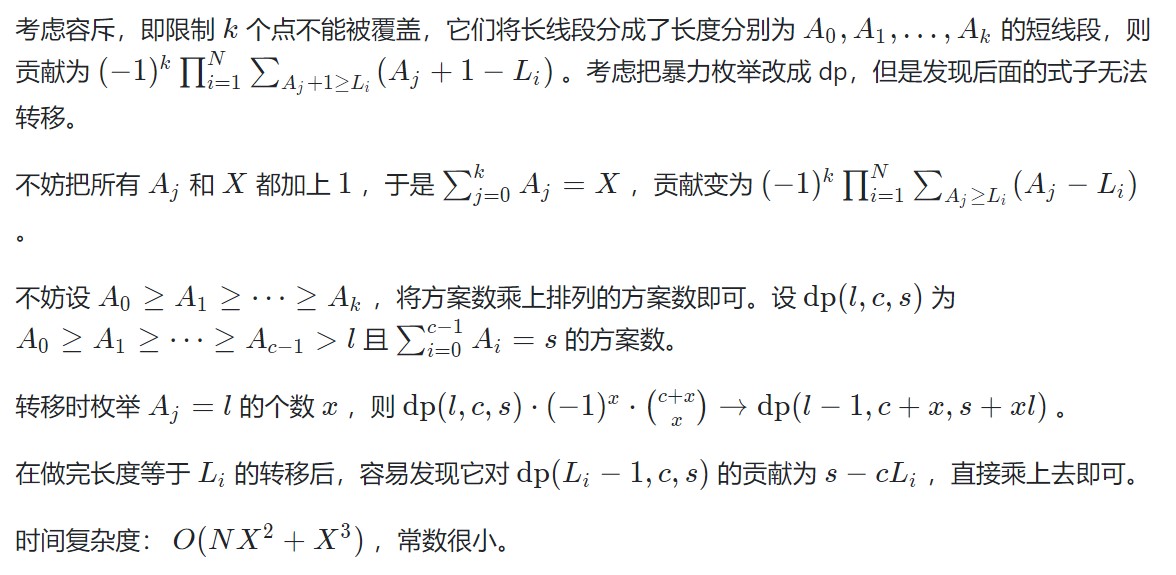 考虑容斥，即限制 $k$ 个点不能被覆盖，它们将长线段分成了长度分别为 $A_0, A_1, \ldots, A_k$ 的短线段，则
贡献为 $(-1)^k \prod_{i=1}^{N} \sum_{A_j+1 \geq L_i} (A_j + 1 - L_i)$ 。考虑把暴力枚举改成 dp，但是发现后面的式子无法
转移。
不妨把所有 $A_j$ 和 $X$ 都加上 $1$ ，于是 $\sum_{j=0}^{k} A_j = X$ ，贡献变为 $(-1)^k \prod_{i=1}^{N} \sum_{A_j \geq L_i} (A_j - L_i)$
。
不妨设 $A_0 \geq A_1 \geq \cdots \geq A_k$ ，将方案数乘上排列的方案数即可。设 $\mathrm{dp}(l, c, s)$ 为
$A_0 \geq A_1 \geq \cdots \geq A_{c-1} > l$ 且 $\sum_{i=0}^{c-1} A_i = s$ 的方案数。
转移时枚举 $A_j = l$ 的个数 $x$ ，则 $\mathrm{dp}(l, c, s) \cdot (-1)^x \cdot \binom{c+x}{x} \to \mathrm{dp}(l-1, c+x, s+xl)$ 。
在做完长度等于 $L_i$ 的转移后，容易发现它对 $\mathrm{dp}(L_i - 1, c, s)$ 的贡献为 $s - cL_i$ ，直接乘上去即可。
时间复杂度： $O(NX^2 + X^3)$ ，常数很小。